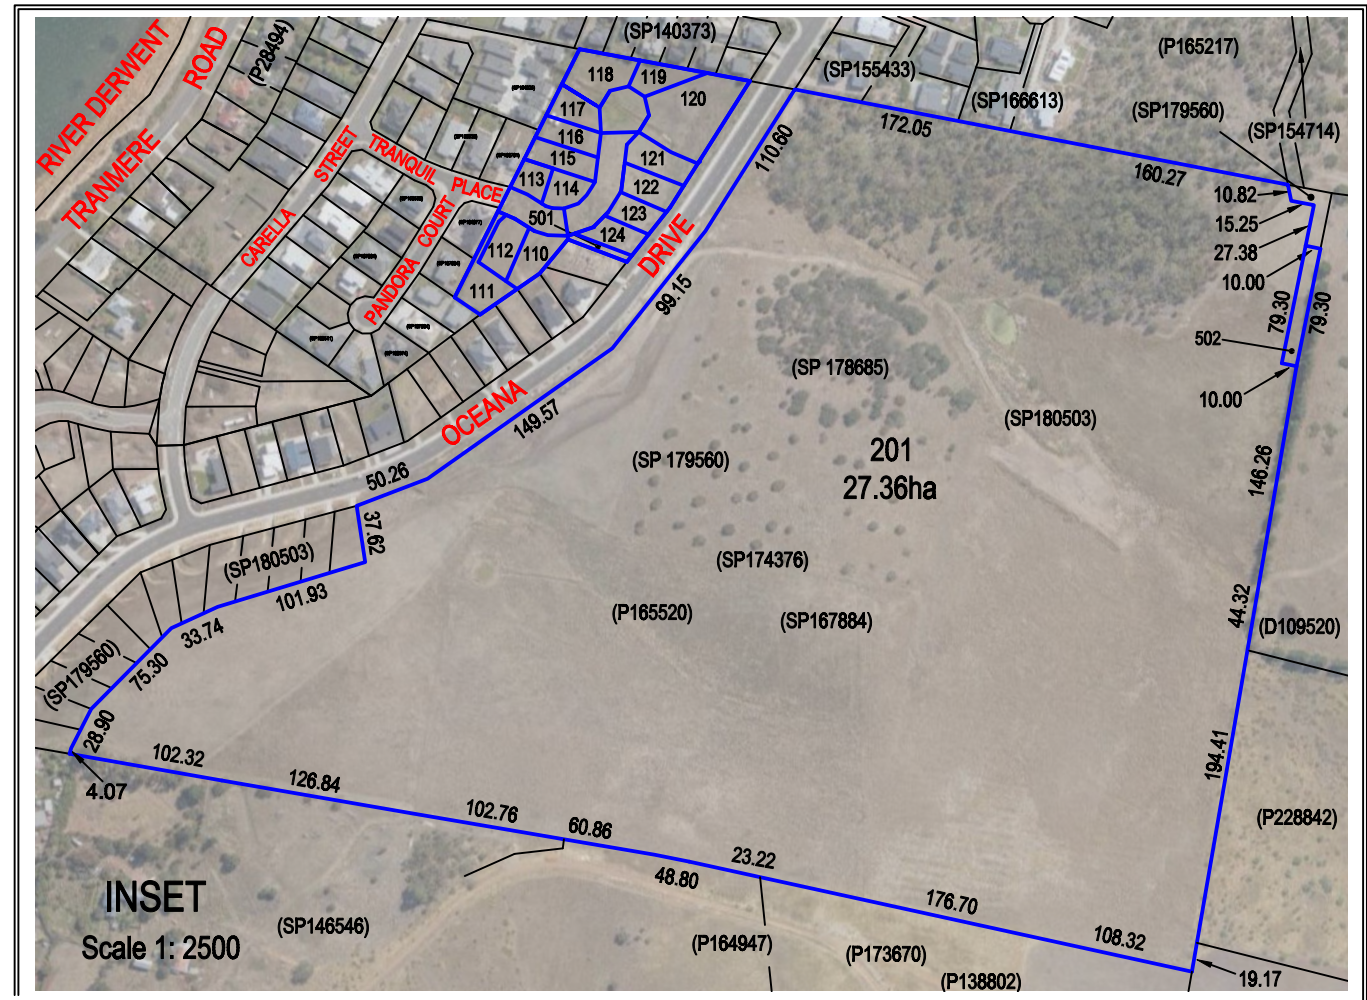 RIVER DERWENT
TRANMERE
ROAD
(P28494)
(SP140373)
(SP155433)
(SP166613)
(P165217)
(SP179560)
(SP154714)
CARELLA
STREET
TRANQUIL
PLACE
PANDORA
COURT
OCEANA
DRIVE
118
119
120
117
116
115
113
114
121
122
123
124
501
112
110
111
110.60
172.05
160.27
10.82
15.25
27.38
10.00
79.30
79.30
502
10.00
99.15
149.57
50.26
37.62
(SP 178685)
(SP180503)
(SP 179560)
201
27.36ha
146.26
(SP174376)
(SP180503)
101.93
(P165520)
(SP167884)
44.32
(D109520)
33.74
75.30
(SP179560)
28.90
4.07
102.32
126.84
102.76
60.86
23.22
48.80
176.70
108.32
194.41
(P228842)
19.17
INSET
Scale 1: 2500
(SP146546)
(P164947)
(P173670)
(P138802)